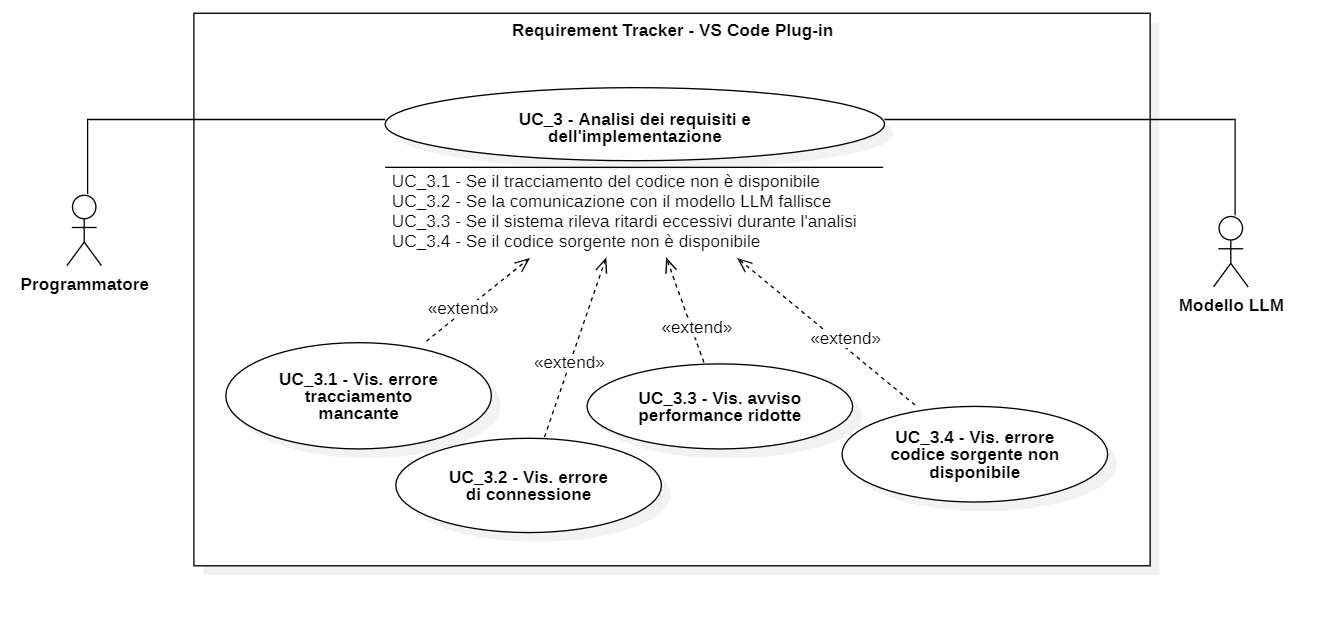 Requirement Tracker - VS Code Plug-in
UC_3 - Analisi dei requisiti e
dell'implementazione
UC_3.1 - Se il tracciamento del codice non è disponibile
UC_3.2 - Se la comunicazione con il modello LLM fallisce
UC_3.3 - Se il sistema rileva ritardi eccessivi durante l'analisi
UC_3.4 - Se il codice sorgente non è disponibile
Programmatore
Modello LLM
«extend»
«extend»
«extend»
«extend»
UC_3.1 - Vis. errore
tracciamento
mancante
UC_3.2 - Vis. errore
di connessione
UC_3.3 - Vis. avviso
performance ridotte
UC_3.4 - Vis. errore
codice sorgente non
disponibile